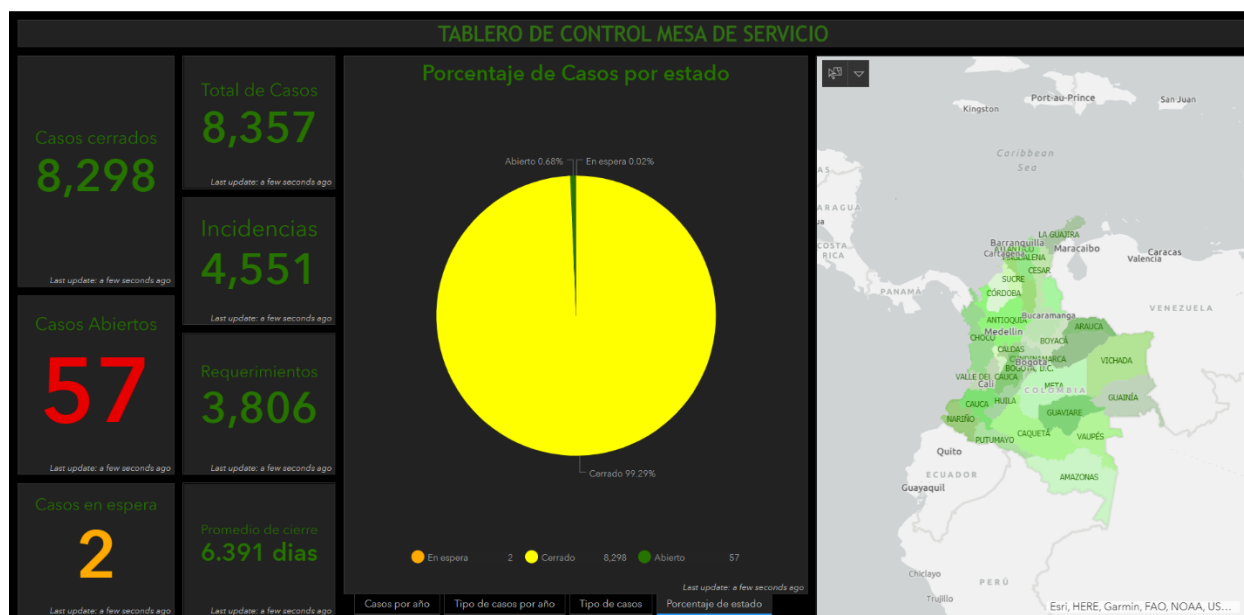 TABLERO DE CONTROL MESA DE SERVICIO
Casos cerrados
8,298
Last update: a few seconds ago
Casos Abiertos
57
Last update: a few seconds ago
Casos en espera
2
Last update: a few seconds ago
Total de Casos
8,357
Last update: a few seconds ago
Incidencias
4,551
Last update: a few seconds ago
Requerimientos
3,806
Last update: a few seconds ago
Promedio de cierre
6.391 dias
Last update: a few seconds ago
Porcentaje de Casos por estado
Abierto 0.68%
En espera 0.02%
Cerrado 99.29%
En espera 2 Cerrado 8,298 Abierto 57
Last update: a few seconds ago
Casos por año Tipo de casos por año Tipo de casos Porcentaje de estado
Port-au-Prince
Kingston
San Juan
Caribbean
Sea
LA GUAJIRA
Barranquilla
ATLÁNTICO
Maracaibo
Cartagena
Caracas
Valencia
CESAR
SUCRE
CÓRDOBA
COSTA
RICA
PANAMÁ
VENEZUELA
ANTIOQUIA
Bucaramanga
ARAUCA
Medellín
CHOCÓ
BOYACÁ
CALDAS
VICHADA
CUNDINAMARCA
Bogotá
BOGOTÁ, D.C.
VALLE DEL CAUCA
Cali
META
COLOMBIA
GUAINÍA
CAUCA
HUILA
GUAVIARE
NARIÑO
CAQUETÁ
VAUPÉS
PUTUMAYO
Quito
ECUADOR
AMAZONAS
Guayaquil
Chiclayo
PERÚ
Trujillo
Esri, HERE, Garmin, FAO, NOAA, US...